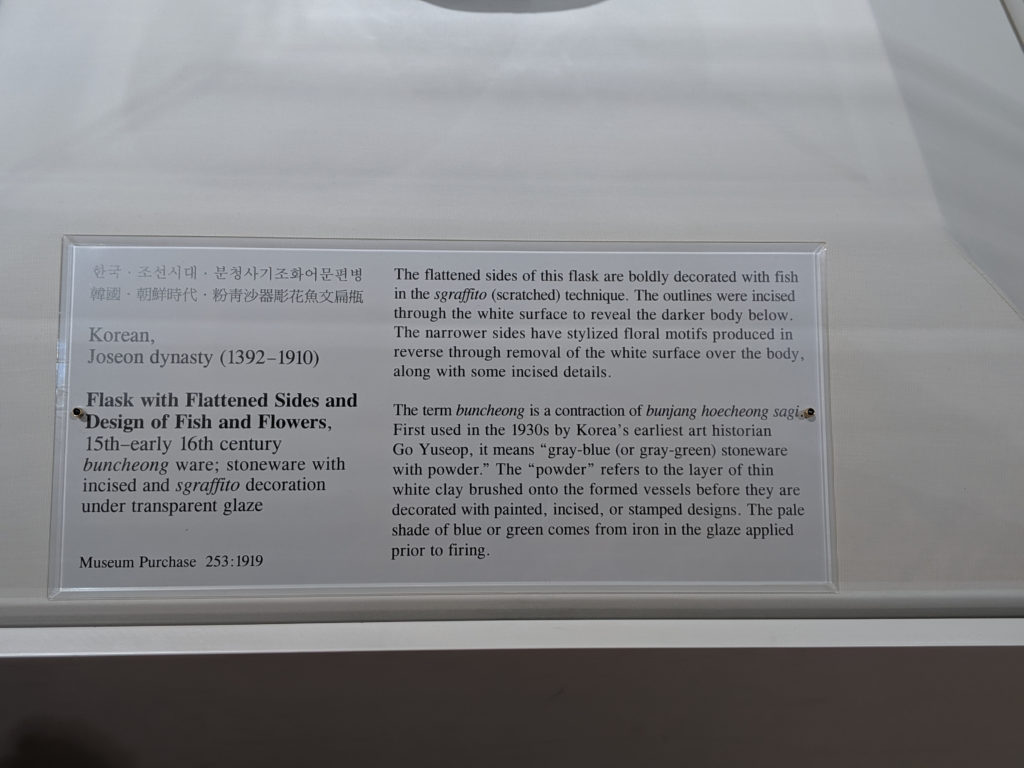 한국 · 조선시대 · 분청사기조화어문편병
韓國 · 朝鮮時代 · 粉靑沙器彫花魚文扁甁
Korean,
Joseon dynasty (1392–1910)
Flask with Flattened Sides and
Design of Fish and Flowers,
15th–early 16th century
buncheong ware; stoneware with
incised and sgraffito decoration
under transparent glaze
Museum Purchase 253:1919
The flattened sides of this flask are boldly decorated with fish
in the sgraffito (scratched) technique. The outlines were incised
through the white surface to reveal the darker body below.
The narrower sides have stylized floral motifs produced in
reverse through removal of the white surface over the body,
along with some incised details.
The term buncheong is a contraction of bunjang hoecheong sagi.
First used in the 1930s by Korea's earliest art historian
Go Yuseop, it means “gray-blue (or gray-green) stoneware
with powder.” The “powder” refers to the layer of thin
white clay brushed onto the formed vessels before they are
decorated with painted, incised, or stamped designs. The pale
shade of blue or green comes from iron in the glaze applied
prior to firing.